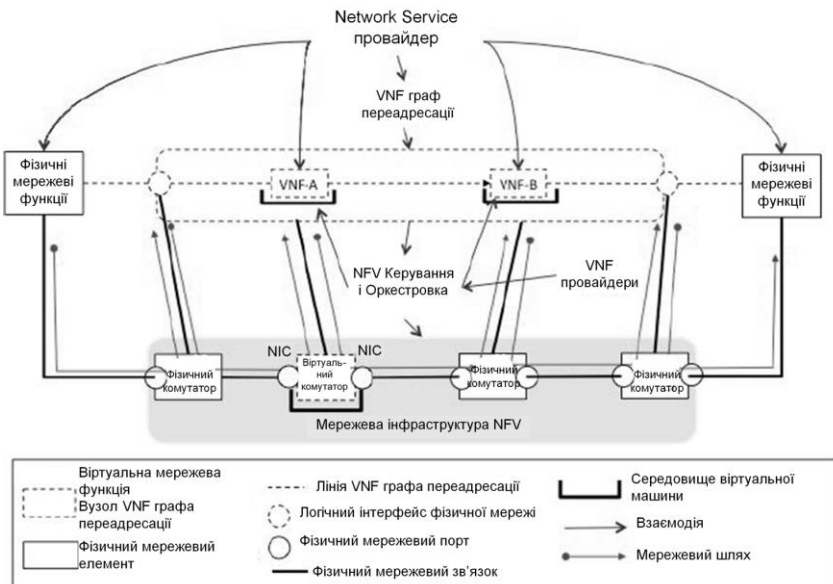 Network Service
провайдер
VNF граф
переадресації
Фізичні
мережеві
функції
VNF-A
VNF-B
Фізичні
мережеві
функції
NFV Керування
і Оркестровка
VNF
провайдери
NIC
NIC
Фізичний
комутатор
Віртуаль-
ний
комутатор
Фізичний
комутатор
Фізичний
комутатор
Мережева інфраструктура NFV
Віртуальна мережева
функція
Вузол VNF графа
переадресації
Фізичний мережевий
елемент
Лінія VNF графа переадресації
Логічний інтерфейс фізичної мережі
Фізичний мережевий порт
Фізичний мережевий зв’язок
Середовище віртуальної
машини
Взаємодія
Мережевий шлях